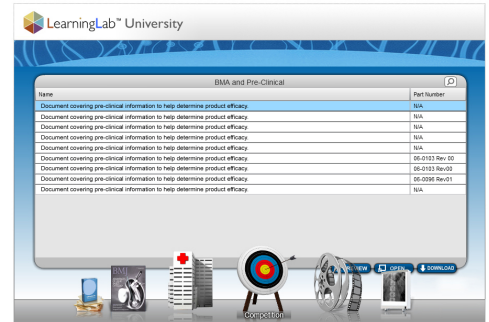 LearningLab™ University
BMA and Pre-Clinical
Name Part Number
Document covering pre-clinical information to help determine product efficacy. N/A
Document covering pre-clinical information to help determine product efficacy. N/A
Document covering pre-clinical information to help determine product efficacy. N/A
Document covering pre-clinical information to help determine product efficacy. N/A
Document covering pre-clinical information to help determine product efficacy. N/A
Document covering pre-clinical information to help determine product efficacy. 06-0103 Rev 00
Document covering pre-clinical information to help determine product efficacy. 06-0103 Rev00
Document covering pre-clinical information to help determine product efficacy. 06-0096 Rev01
Document covering pre-clinical information to help determine product efficacy. N/A
OPEN DOWNLOAD
BMJ
Competition